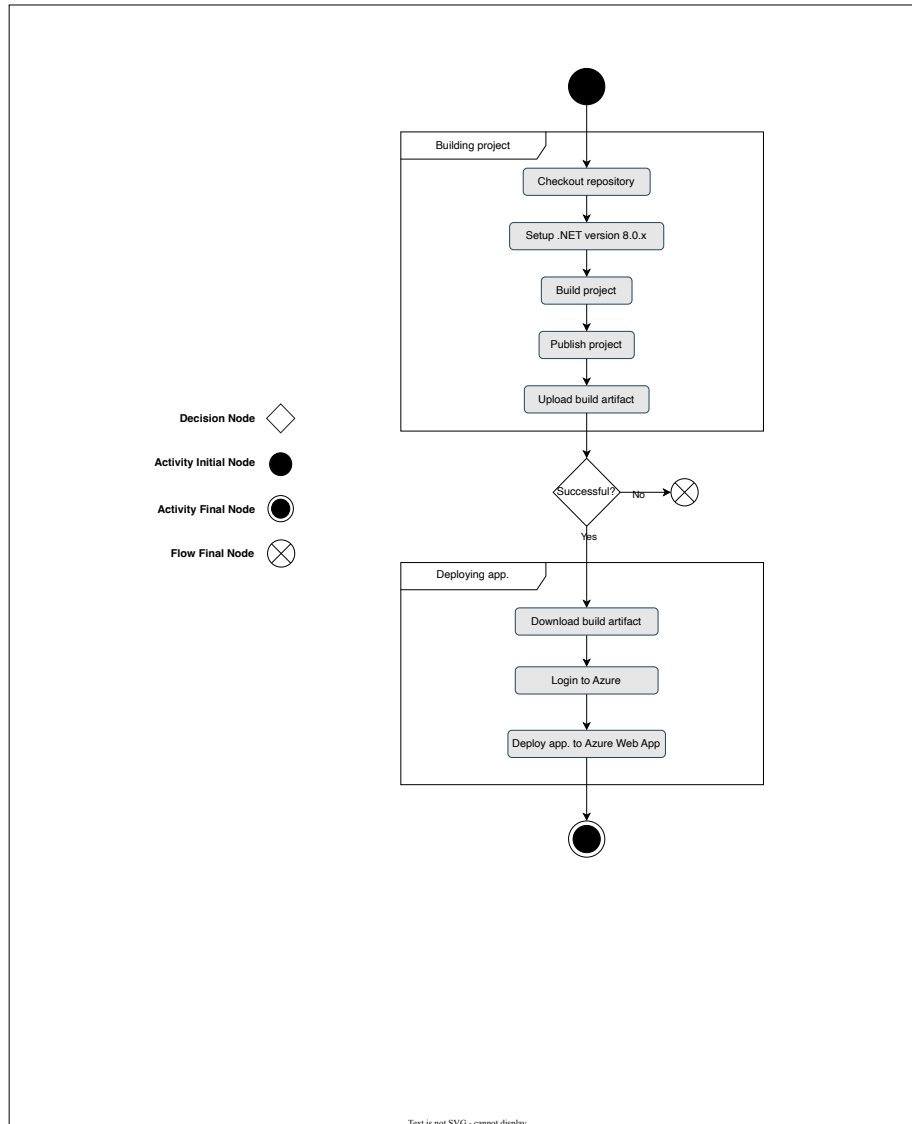 Building project
Checkout repository
Setup .NET version 8.0.x
Build project
Publish project
Upload build artifact
Decision Node
Activity Initial Node
Activity Final Node
Flow Final Node
Successful?
No
Yes
Deploying app.
Download build artifact
Login to Azure
Deploy app. to Azure Web App
Text is not SVG - cannot display